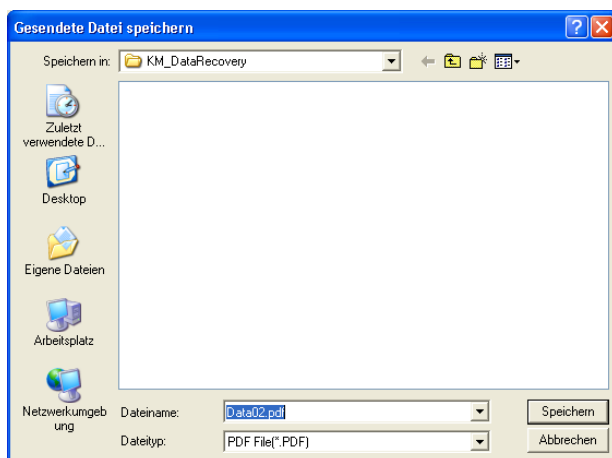 Gesendete Datei speichern
Speichern in:
KM_DataRecovery
Zuletzt
verwendete D...
Desktop
Eigene Dateien
Arbeitsplatz
Netzwerkumgeb
ung
Dateiname:
Data02.pdf
Speichern
Dateityp:
PDF File(*.PDF)
Abbrechen